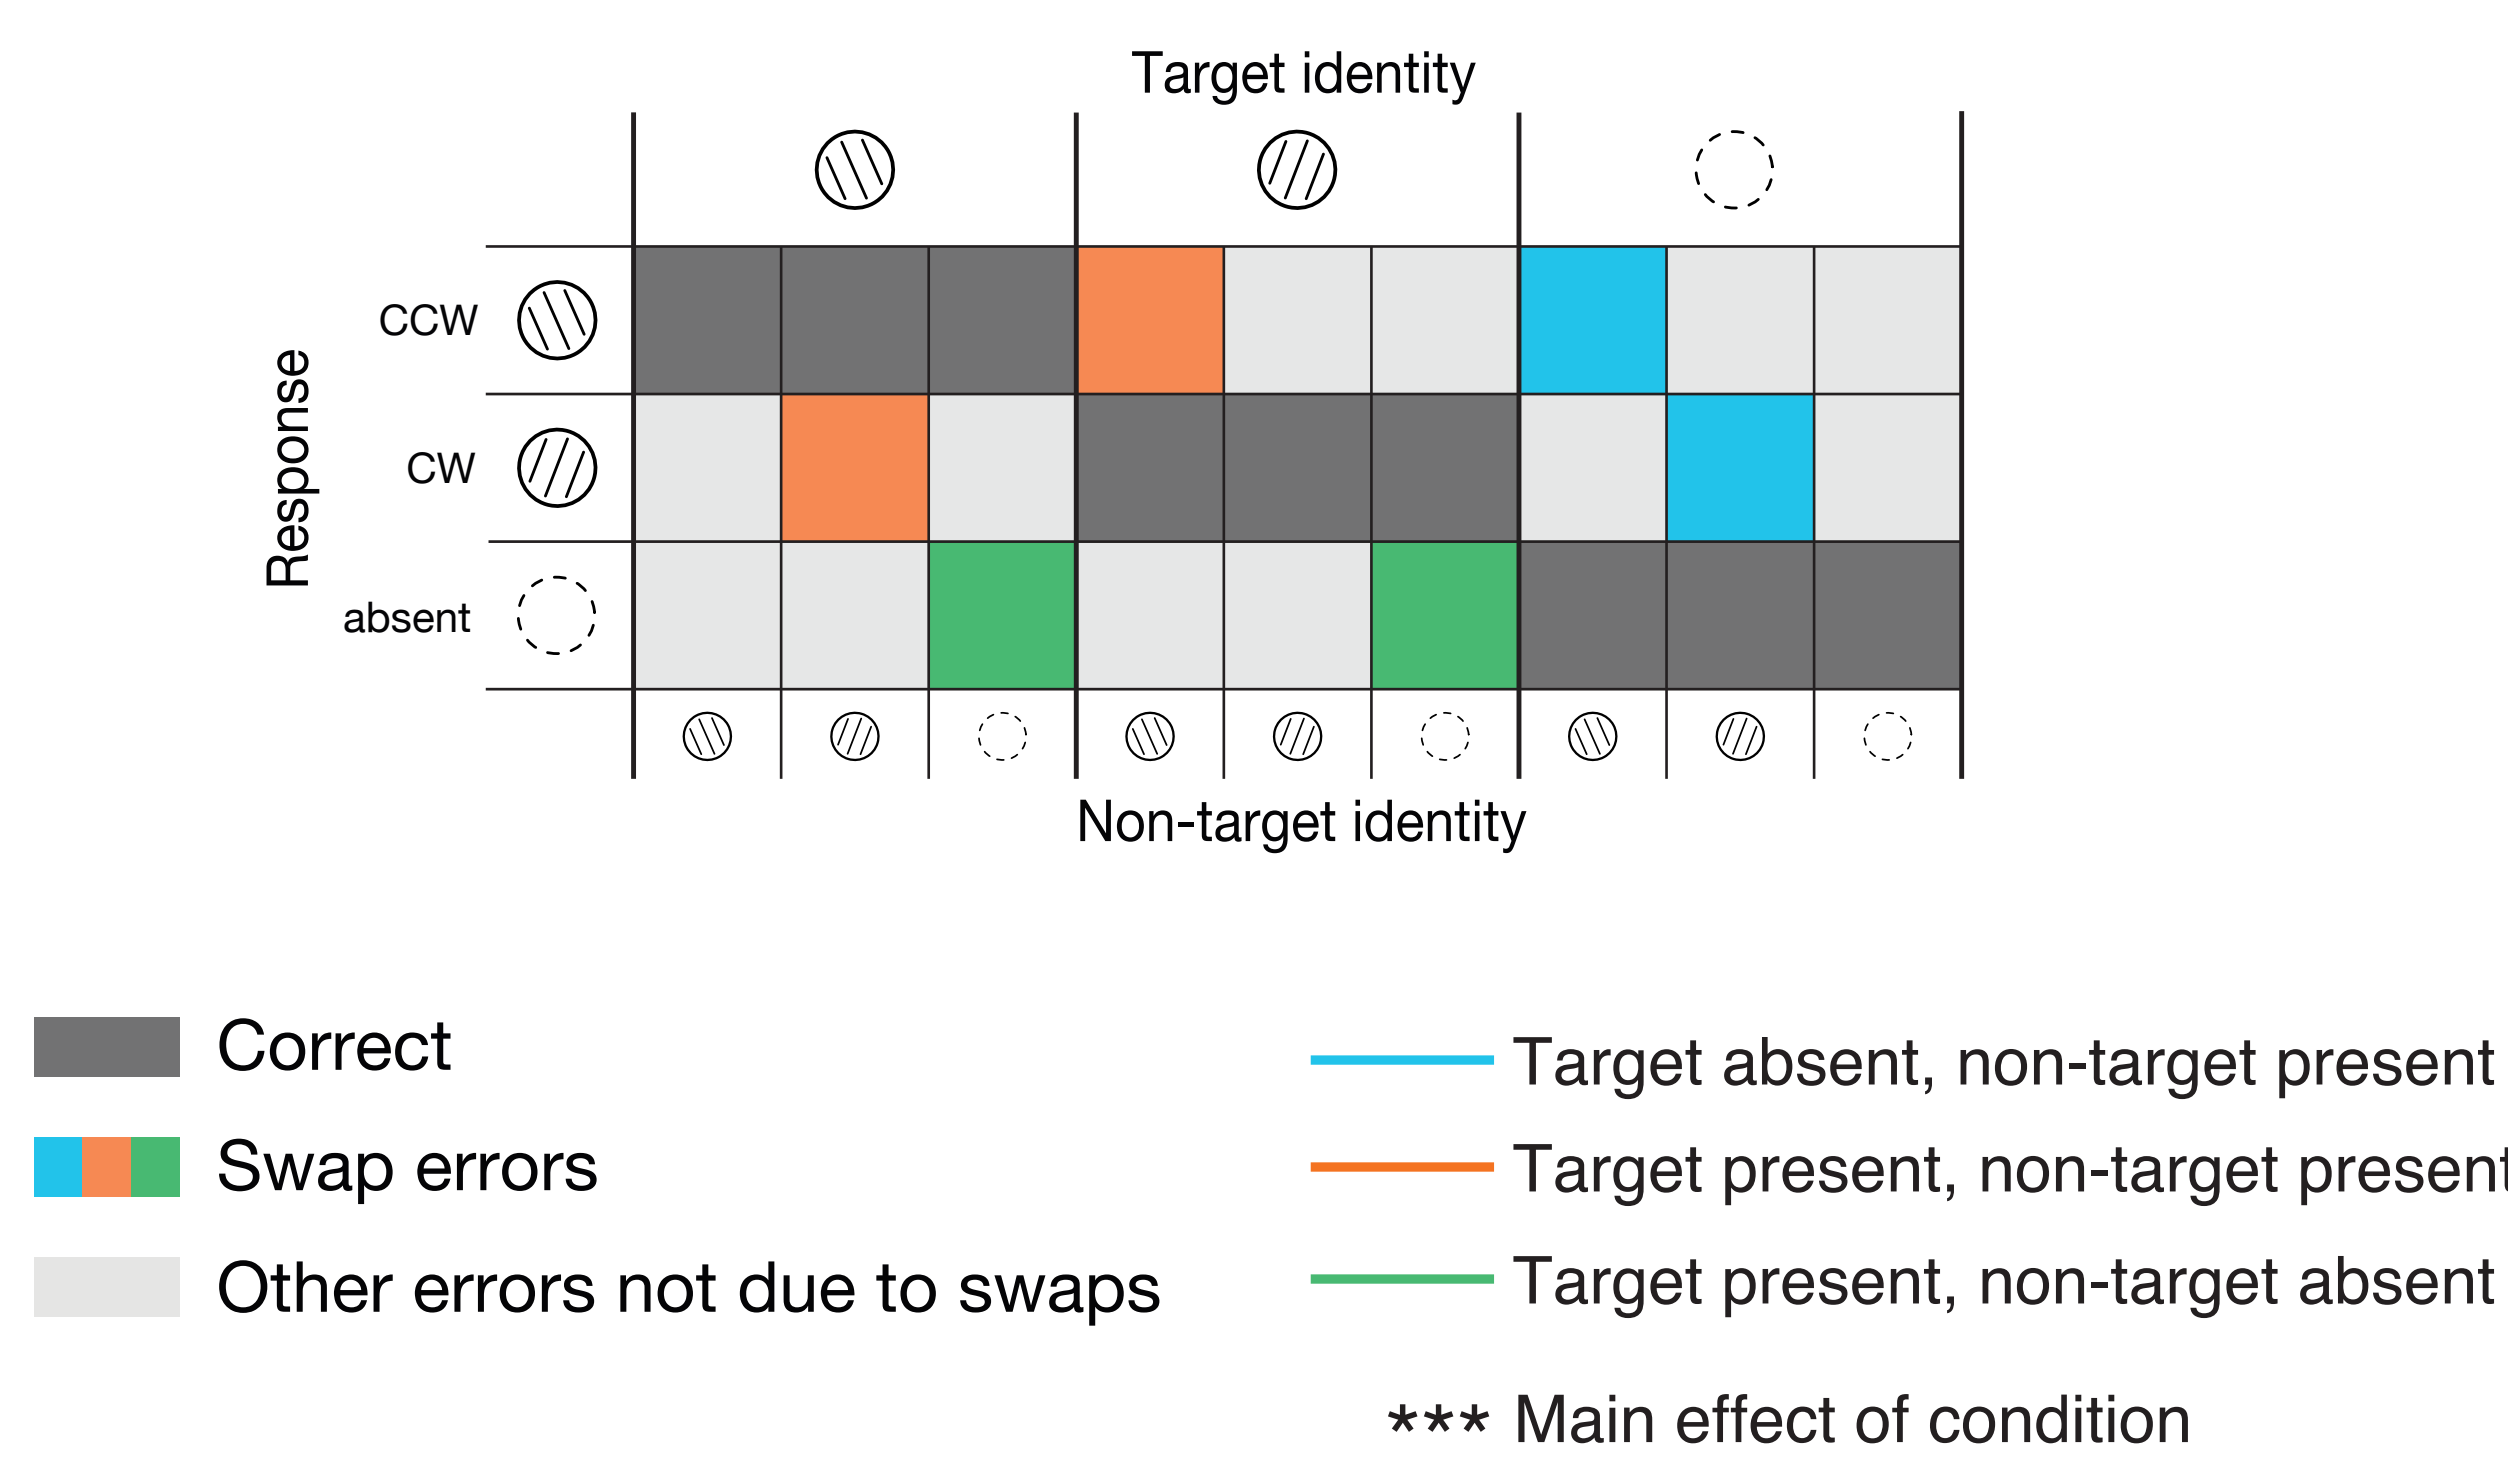 Target identity
Response
CCW
CW
absent
Non-target identity
Correct
Swap errors
Other errors not due to swaps
Target absent, non-target present
Target present, non-target present
Target present, non-target absent
*** Main effect of condition